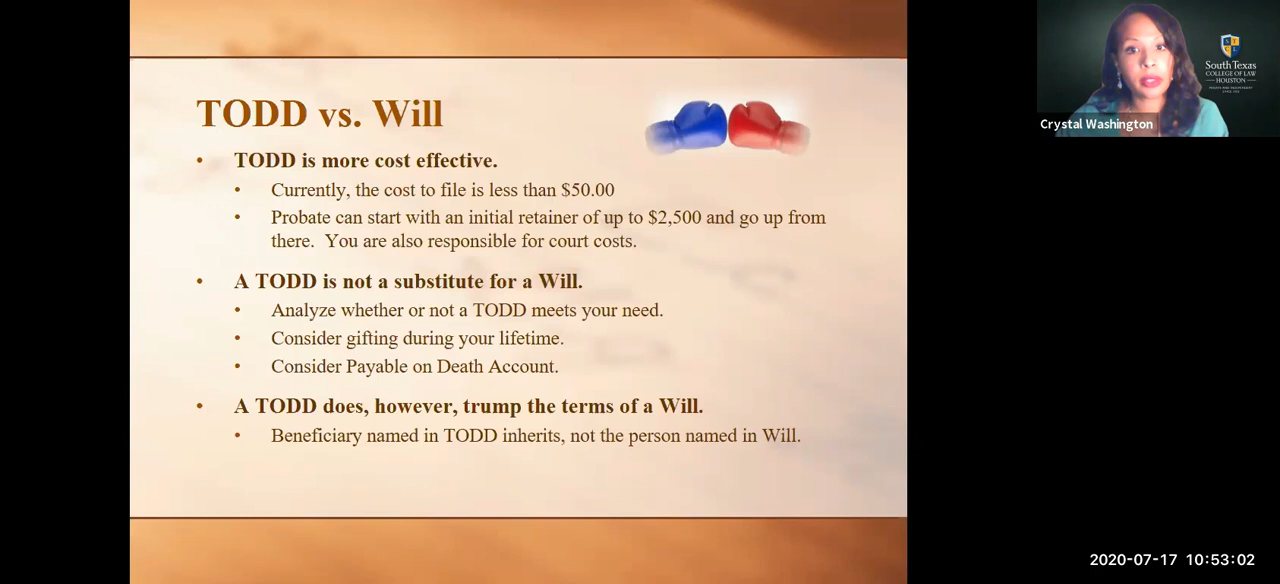 TODD vs. Will
• TODD is more cost effective.
• Currently, the cost to file is less than $50.00
• Probate can start with an initial retainer of up to $2,500 and go up from
there.  You are also responsible for court costs.
• A TODD is not a substitute for a Will.
• Analyze whether or not a TODD meets your need.
• Consider gifting during your lifetime.
• Consider Payable on Death Account.
• A TODD does, however, trump the terms of a Will.
• Beneficiary named in TODD inherits, not the person named in Will.
South Texas
COLLEGE OF LAW
HOUSTON
Crystal Washington
2020-07-17 10:53:02